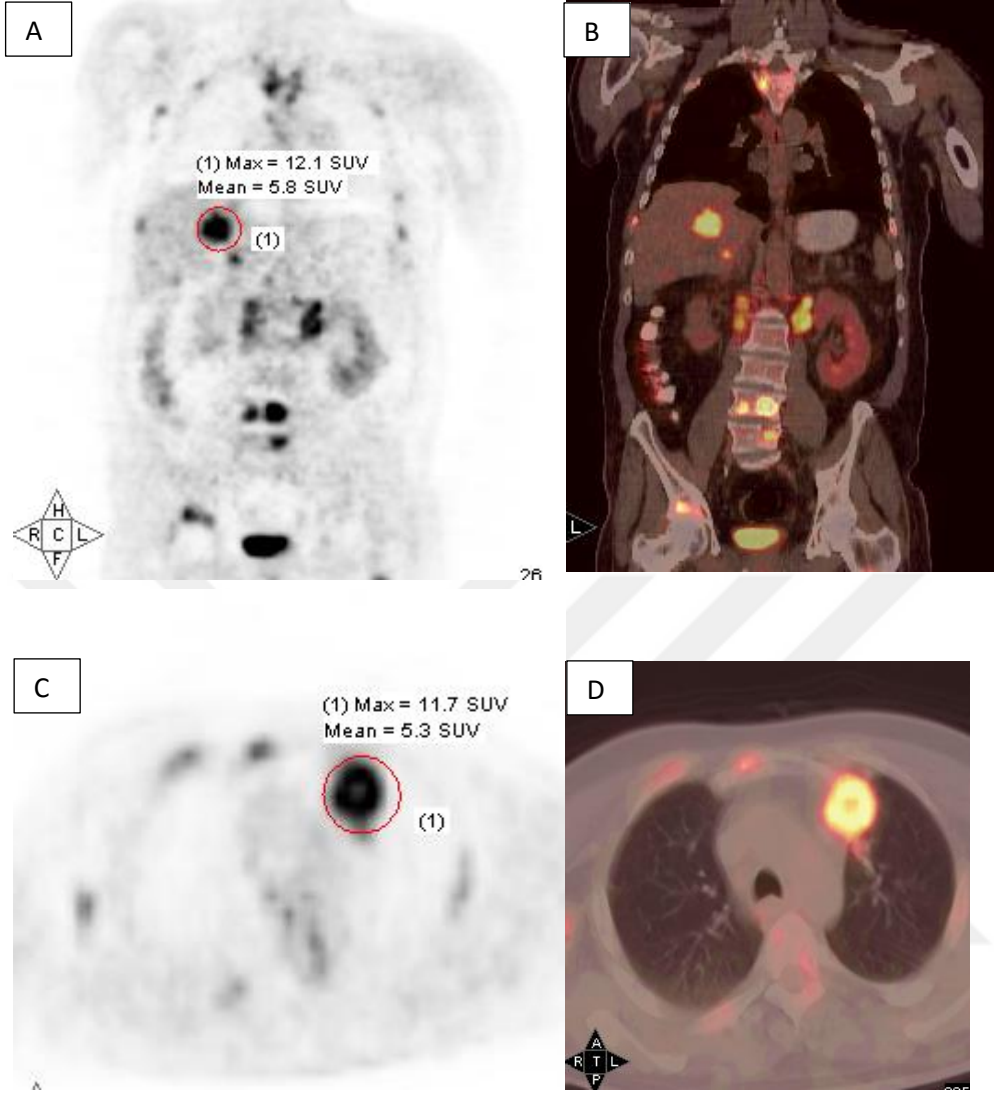 A
(1) Max = 12.1 SUV
Mean = 5.8 SUV
(1)
H
R C L
F
26
B
L
C
(1) Max = 11.7 SUV
Mean = 5.3 SUV
(1)
D
A
R T L
P